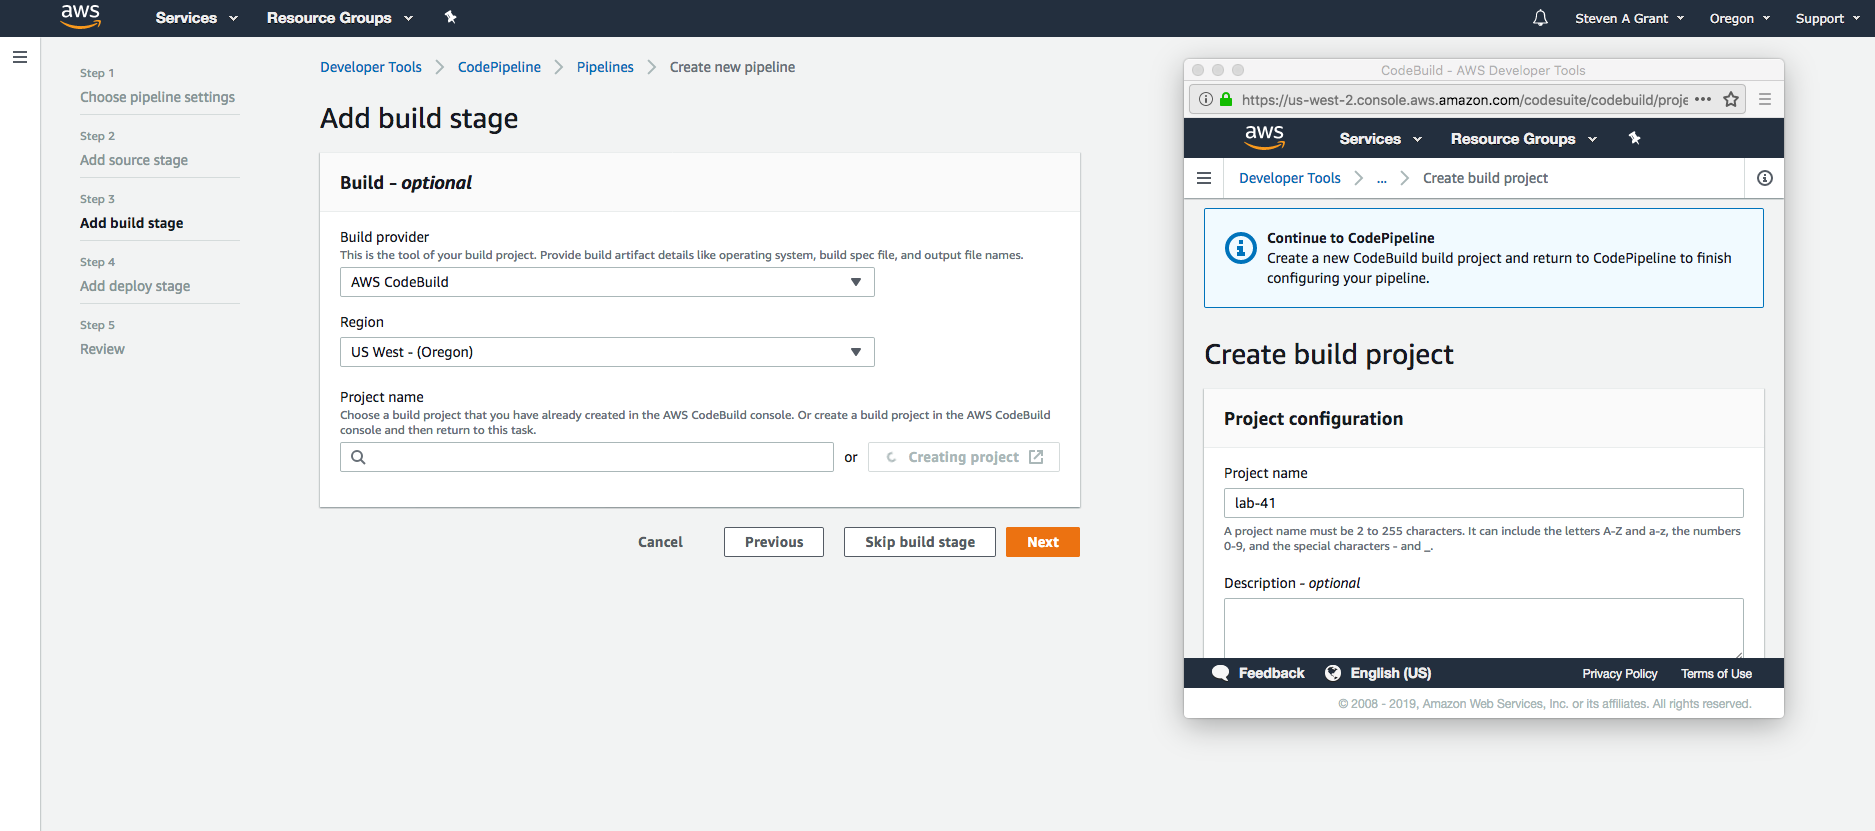 aws Services Resource Groups Steven A Grant Oregon Support
Step 1
Choose pipeline settings
Step 2
Add source stage
Step 3
Add build stage
Step 4
Add deploy stage
Step 5
Review
Developer Tools CodePipeline Pipelines Create new pipeline
Add build stage
Build - optional
Build provider
This is the tool of your build project. Provide build artifact details like operating system, build spec file, and output file names.
AWS CodeBuild
Region
US West - (Oregon)
Project name
Choose a build project that you have already created in the AWS CodeBuild console. Or create a build project in the AWS CodeBuild
console and then return to this task.
or Creating project
Cancel Previous Skip build stage Next
CodeBuild - AWS Developer Tools
https://us-west-2.console.aws.amazon.com/codesuite/codebuild/proje
aws Services Resource Groups
Developer Tools ... Create build project
Continue to CodePipeline
Create a new CodeBuild build project and return to CodePipeline to finish
configuring your pipeline.
Create build project
Project configuration
Project name
lab-41
A project name must be 2 to 255 characters. It can include the letters A-Z and a-z, the numbers
0-9, and the special characters - and _.
Description - optional
Feedback English (US) Privacy Policy Terms of Use
© 2008 - 2019, Amazon Web Services, Inc. or its affiliates. All rights reserved.